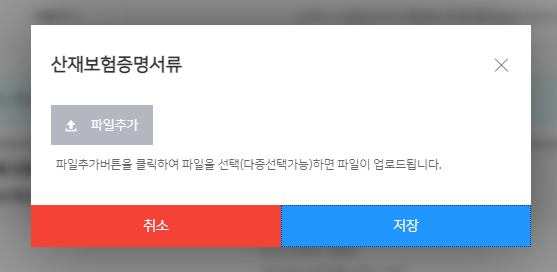 산재보험증명서류
파일추가
파일추가버튼을 클릭하여 파일을 선택(다중선택가능)하면 파일이 업로드됩니다.
취소
저장